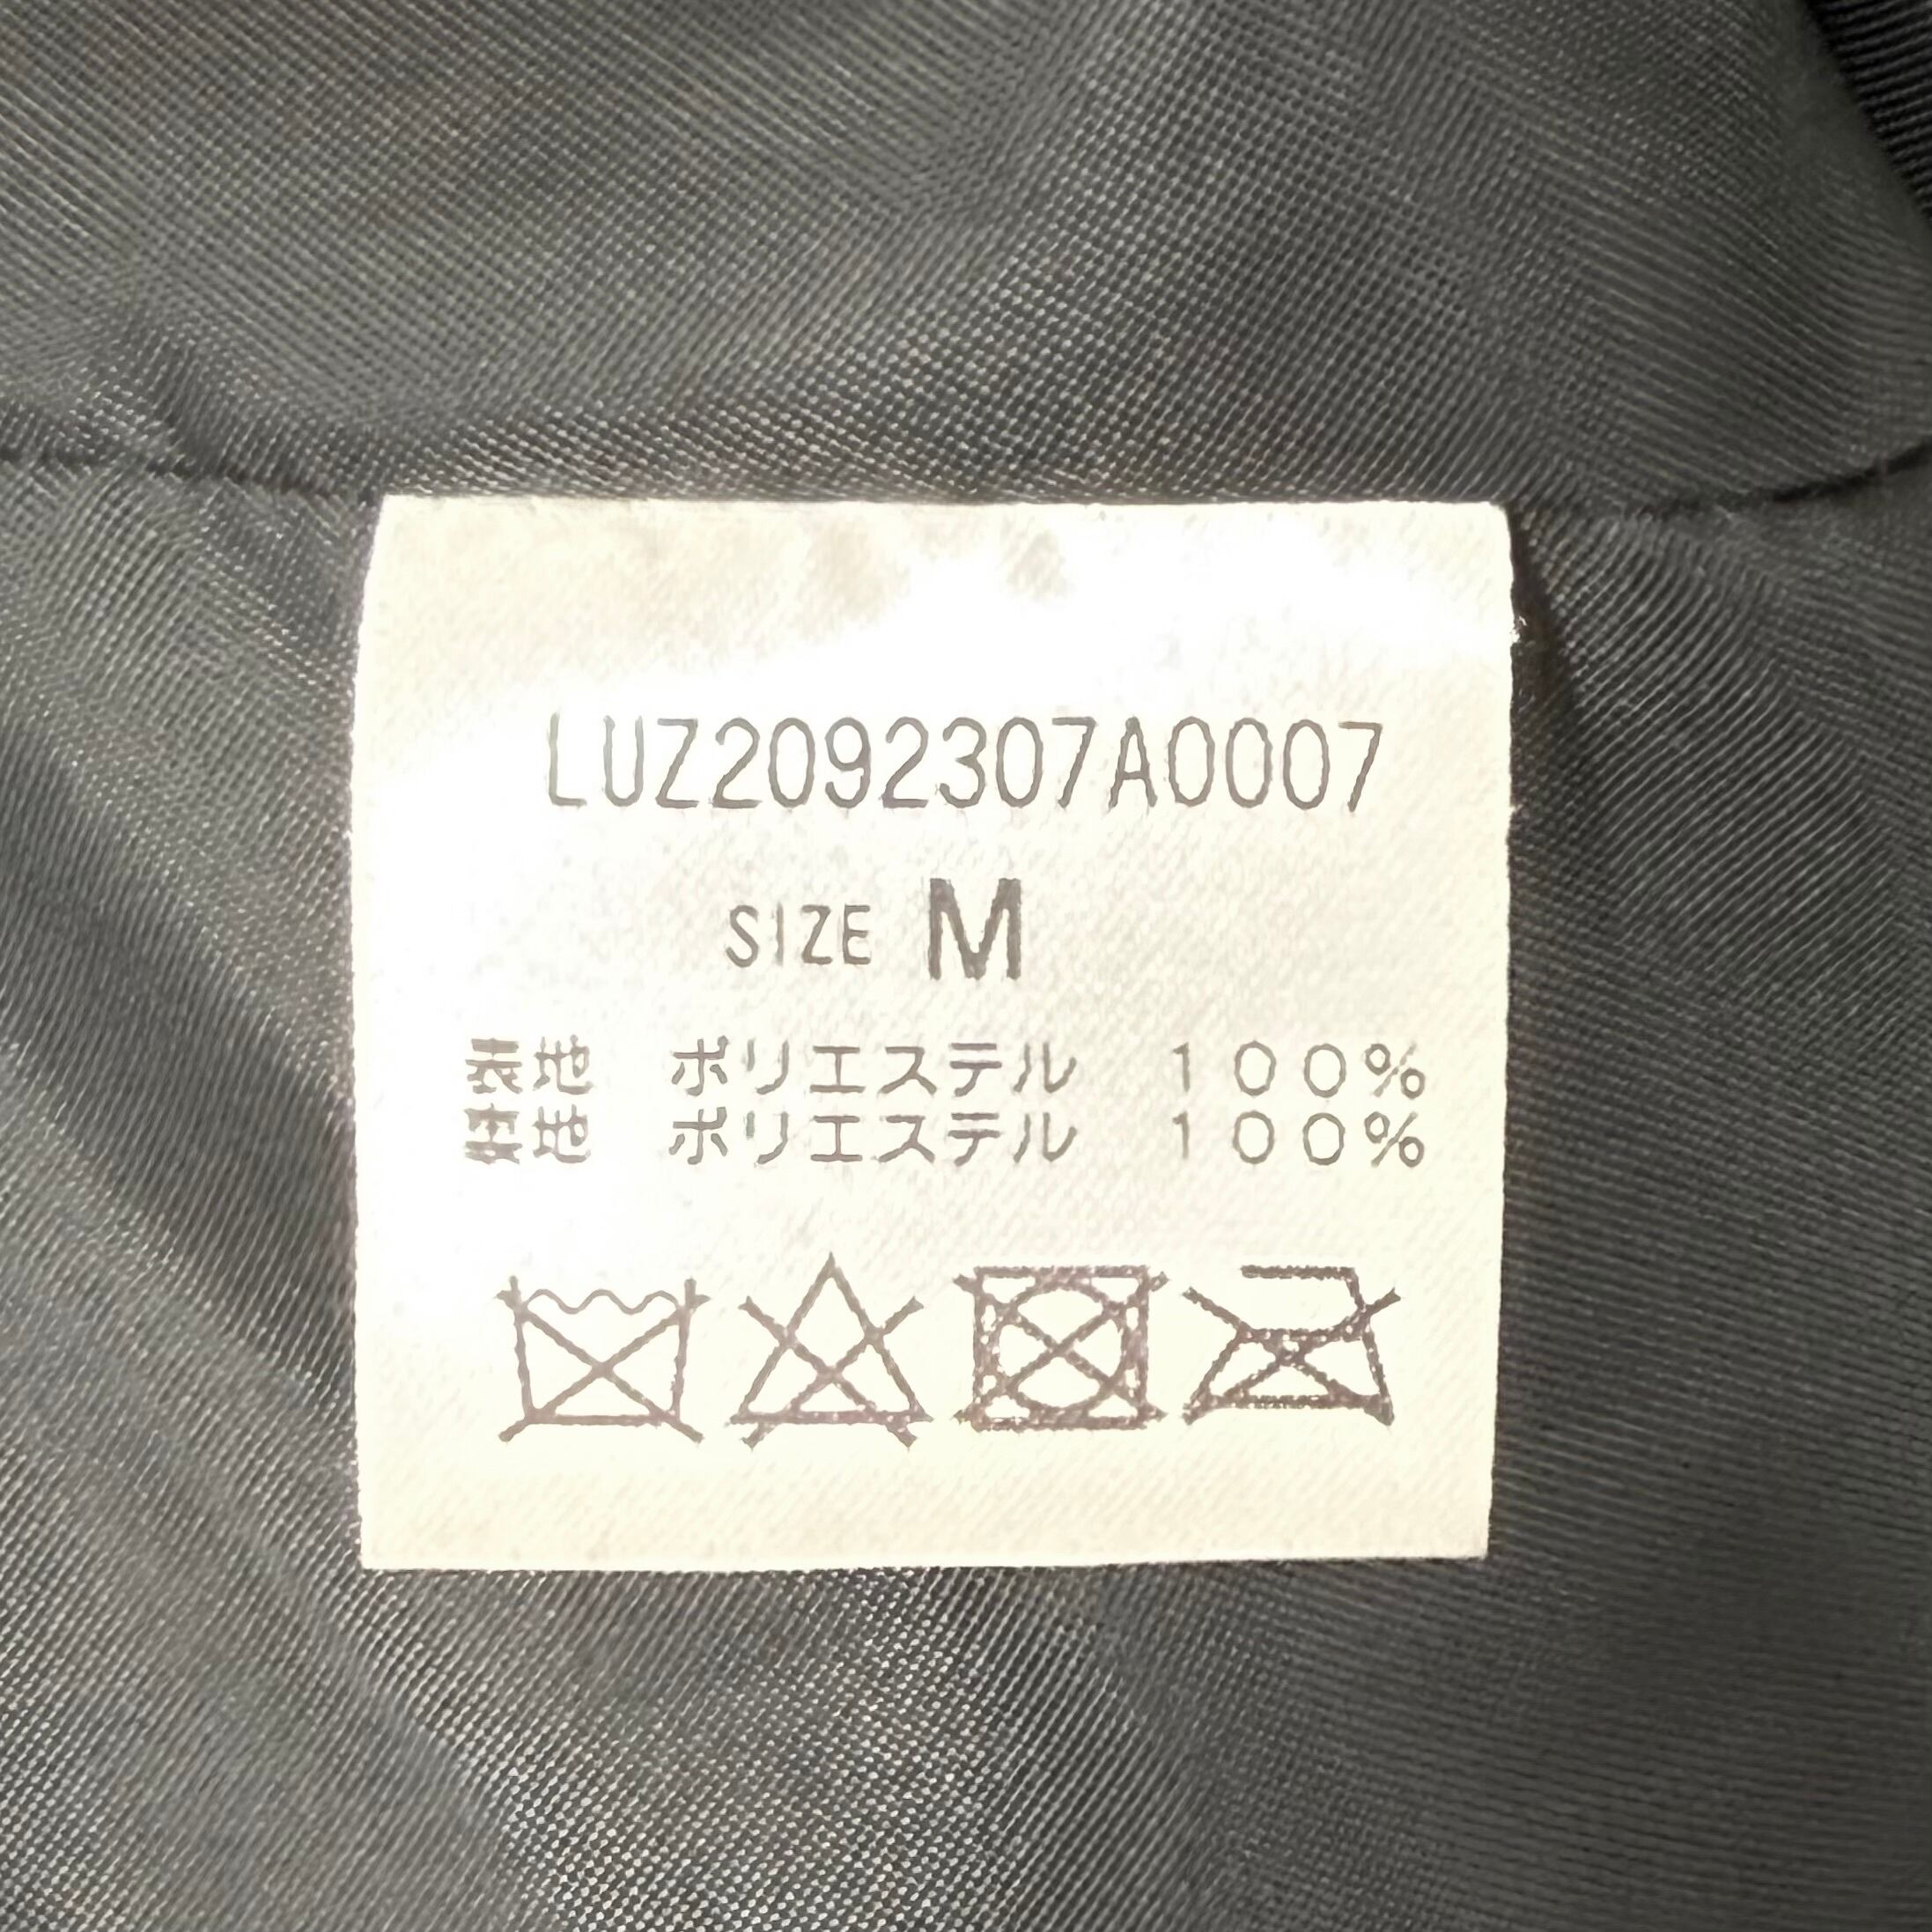 LUZ2092307A0007
SIZE M
表地　ポリエステル　１００％
裏地　ポリエステル　１００％